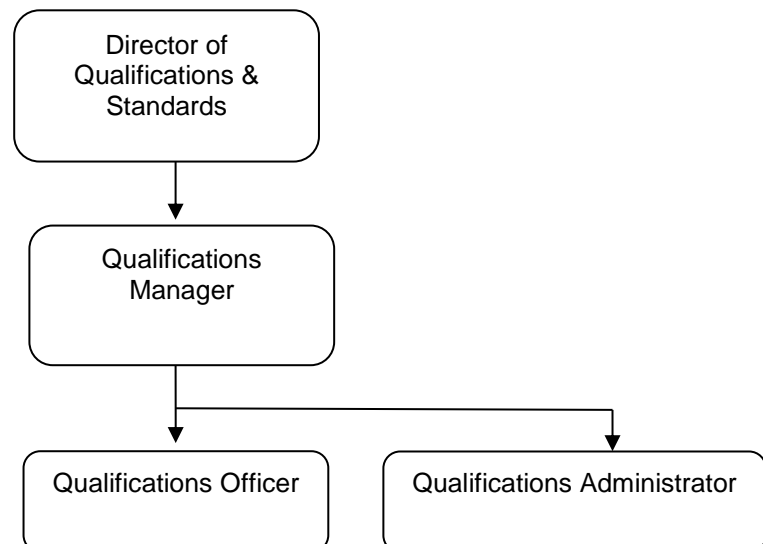 Director of
Qualifications &
Standards
Qualifications
Manager
Qualifications Officer
Qualifications Administrator